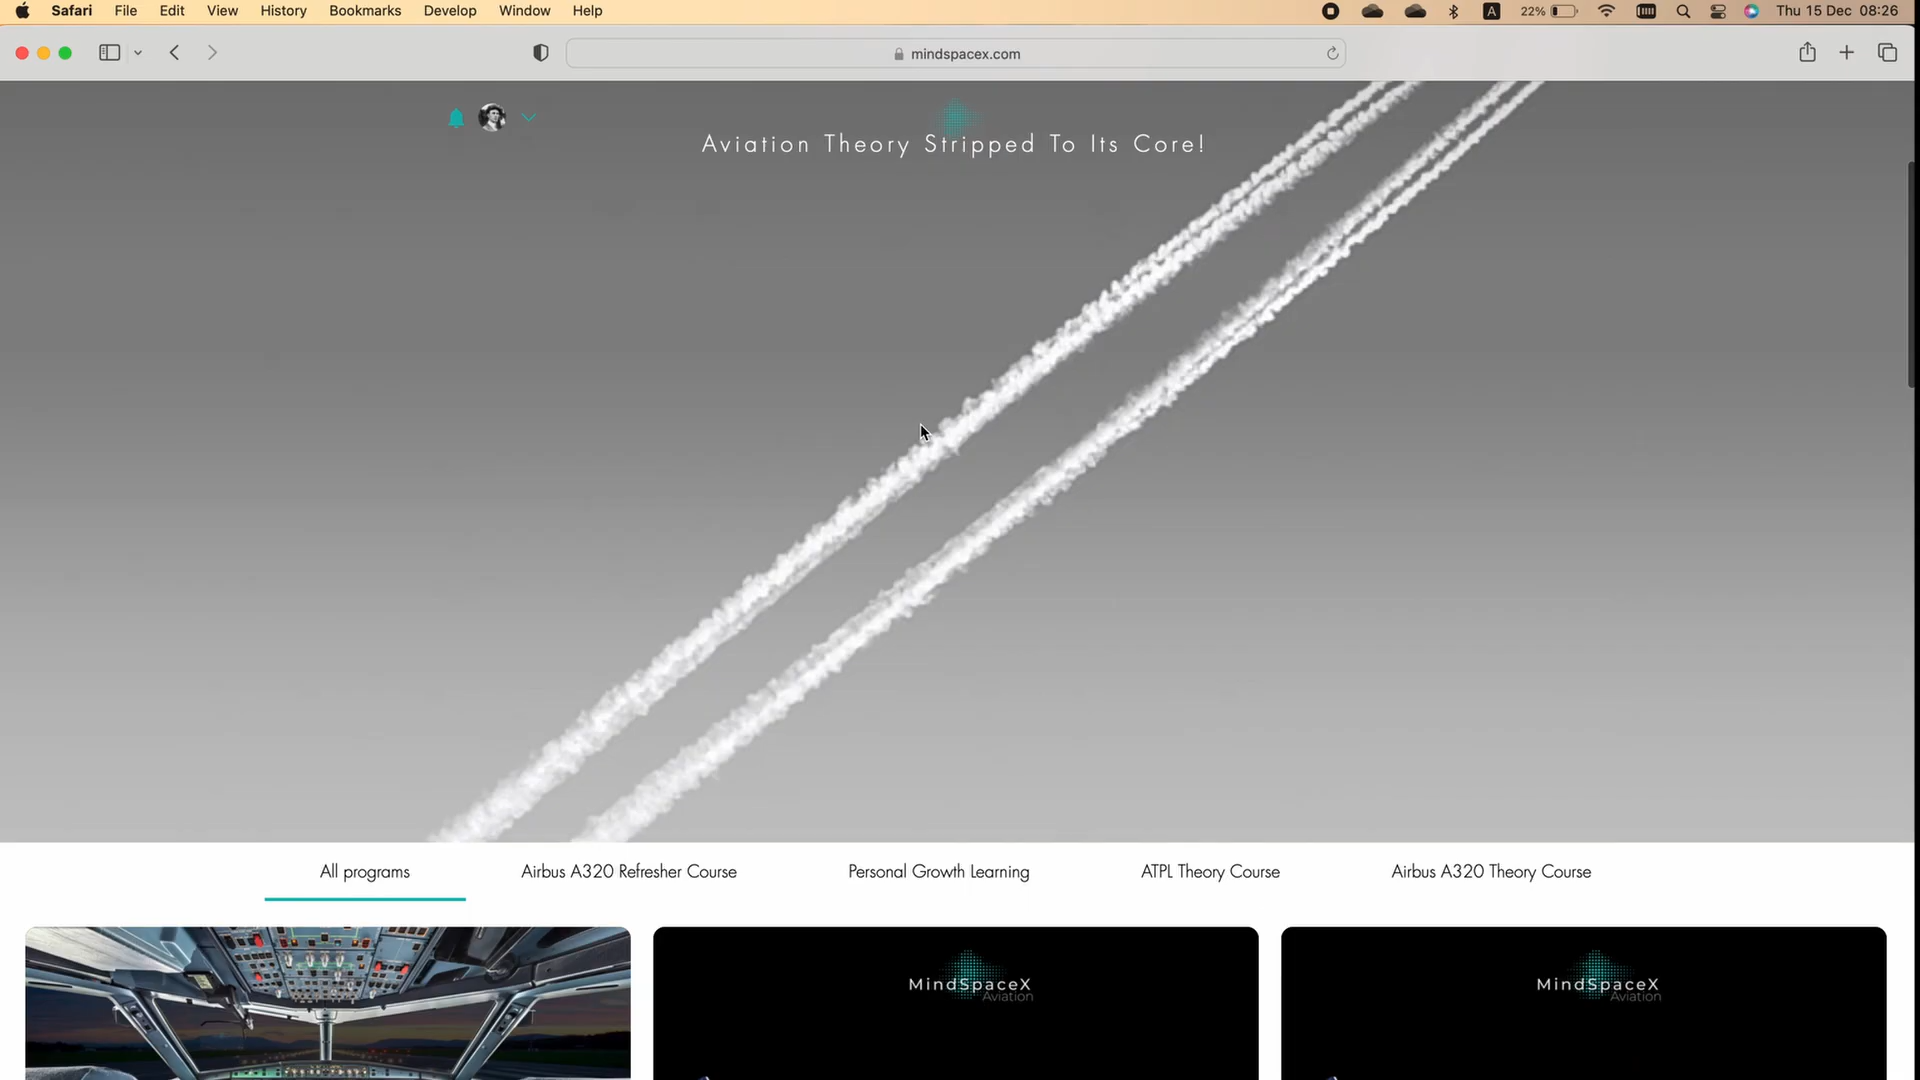 Safari File Edit View History Bookmarks Develop Window Help A 22% Thu 15 Dec 08:26
mindspacex.com
Aviation Theory Stripped To Its Core!
All programs Airbus A320 Refresher Course Personal Growth Learning ATPL Theory Course Airbus A320 Theory Course
MindSpaceX
Aviation
MindSpaceX
Aviation